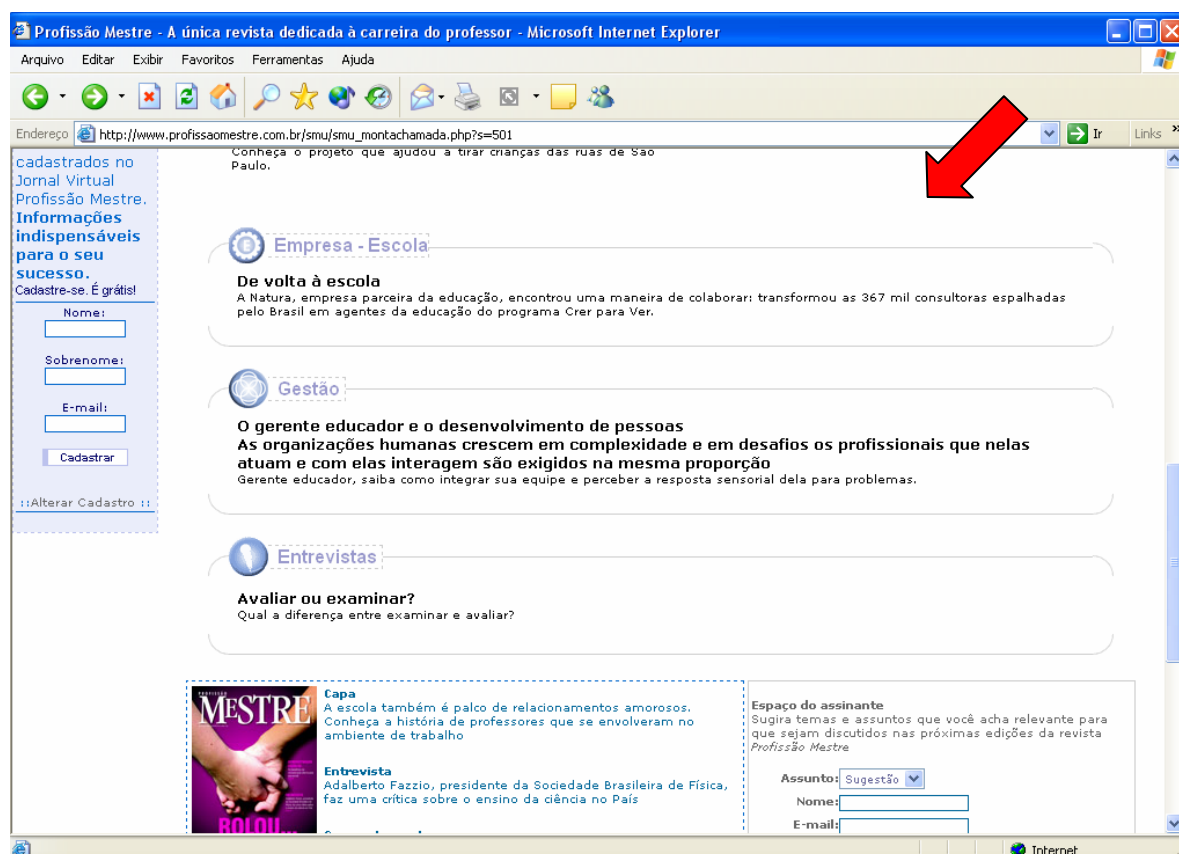 Profissão Mestre - A única revista dedicada à carreira do professor - Microsoft Internet Explorer
Arquivo Editar Exibir Favoritos Ferramentas Ajuda
Endereço http://www.profissaomestre.com.br/smu/smu_montachamada.php?s=501 Ir Links »
cadastrados no
Jornal Virtual
Profissão Mestre.
Informações
indispensáveis
para o seu
sucesso.
Cadastre-se. É grátis!
Nome:
Sobrenome:
E-mail:
Cadastrar
::Alterar Cadastro ::
Conheça o projeto que ajudou a tirar crianças das ruas de São
Paulo.
Empresa - Escola
De volta à escola
A Natura, empresa parceira da educação, encontrou uma maneira de colaborar: transformou as 367 mil consultoras espalhadas
pelo Brasil em agentes da educação do programa Crer para Ver.
Gestão
O gerente educador e o desenvolvimento de pessoas
As organizações humanas crescem em complexidade e em desafios os profissionais que nelas
atuam e com elas interagem são exigidos na mesma proporção
Gerente educador, saiba como integrar sua equipe e perceber a resposta sensorial dela para problemas.
Entrevistas
Avaliar ou examinar?
Qual a diferença entre examinar e avaliar?
PROFISSÃO
MESTRE
ROLOU...
Capa
A escola também é palco de relacionamentos amorosos.
Conheça a história de professores que se envolveram no
ambiente de trabalho
Entrevista
Adalberto Fazzio, presidente da Sociedade Brasileira de Física,
faz uma crítica sobre o ensino da ciência no País
Espaço do assinante
Sugira temas e assuntos que você acha relevante para
que sejam discutidos nas próximas edições da revista
Profissão Mestre
Assunto: Sugestão
Nome:
E-mail:
Internet